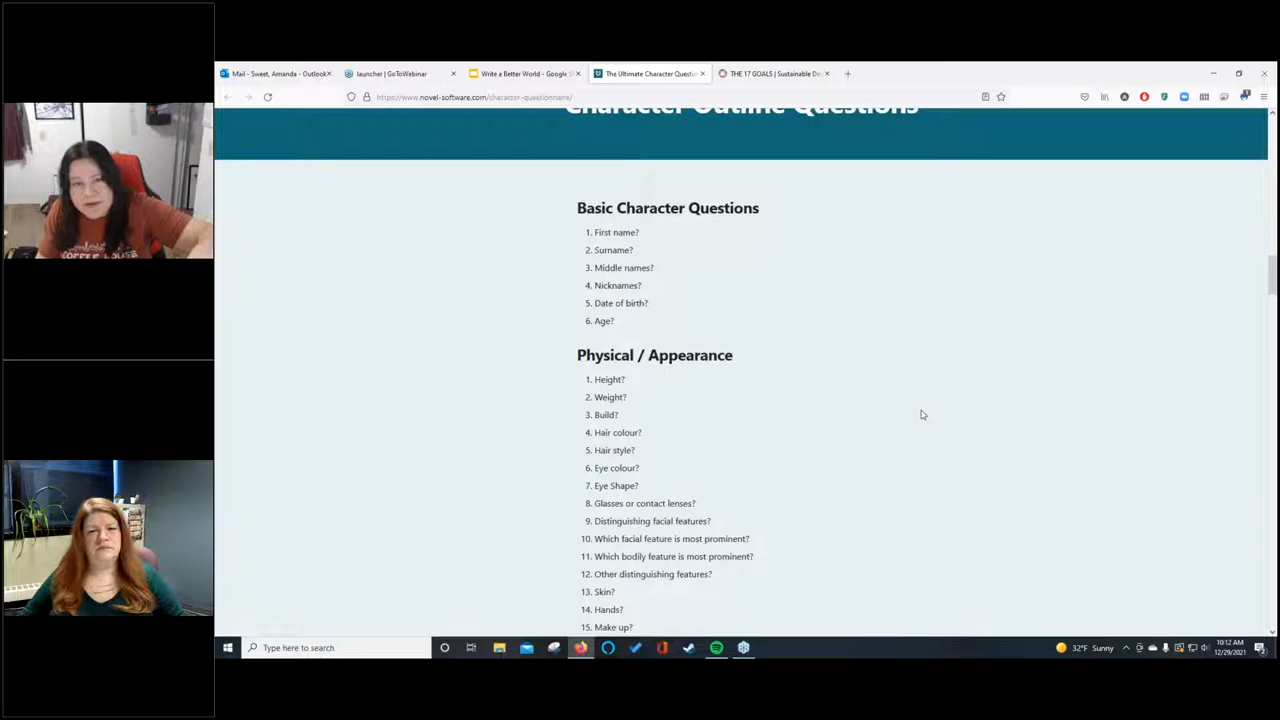 Mail - Sweet, Amanda - Outlook
launcher | GoToWebinar
Write a Better World - Google Sl
The Ultimate Character Questio
THE 17 GOALS | Sustainable De
https://www.novel-software.com/character-questionnaire/
Character Outline Questions
Basic Character Questions
1. First name?
2. Surname?
3. Middle names?
4. Nicknames?
5. Date of birth?
6. Age?
Physical / Appearance
1. Height?
2. Weight?
3. Build?
4. Hair colour?
5. Hair style?
6. Eye colour?
7. Eye Shape?
8. Glasses or contact lenses?
9. Distinguishing facial features?
10. Which facial feature is most prominent?
11. Which bodily feature is most prominent?
12. Other distinguishing features?
13. Skin?
14. Hands?
15. Make up?
Type here to search
32°F Sunny
10:12 AM
12/29/2021